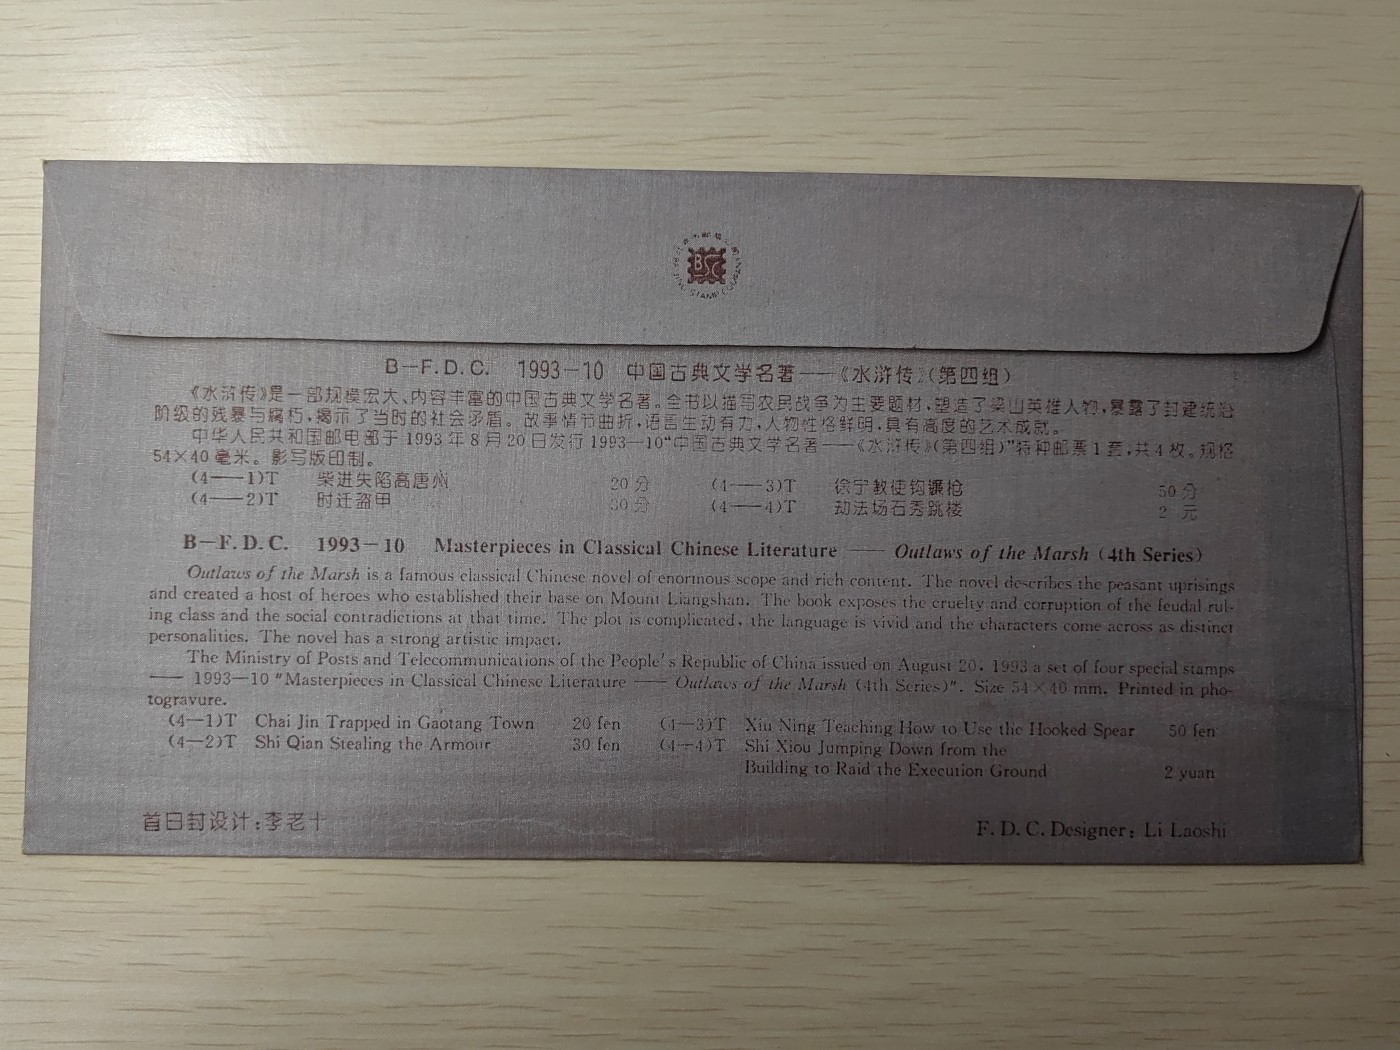 BSC
B—F.D.C. 1993—10 中国古典文学名著——《水浒传》(第四组)
《水浒传》是一部规模宏大、内容丰富的中国古典文学名著。全书以描写农民战争为主要题材，塑造了梁山英雄人物，暴露了封建统治
阶级的残暴与腐朽，揭示了当时的社会矛盾。故事情节曲折，语言生动有力，人物性格鲜明，具有高度的艺术成就。
中华人民共和国邮电部于1993年8月20日发行1993—10“中国古典文学名著——《水浒传》(第四组)”特种邮票1套，共4枚。规格
54×40毫米。影写版印制。
(4—1)T 柴进失陷高唐州 20分 (4—3)T 徐宁教使钩镰枪 50分
(4—2)T 时迁盗甲 30分 (4—4)T 劫法场石秀跳楼 2元
B—F.D.C. 1993—10 Masterpieces in Classical Chinese Literature —— Outlaws of the Marsh (4th Series)
Outlaws of the Marsh is a famous classical Chinese novel of enormous scope and rich content. The novel describes the peasant uprisings
and created a host of heroes who established their base on Mount Liangshan. The book exposes the cruelty and corruption of the feudal rul-
ing class and the social contradictions at that time. The plot is complicated, the language is vivid and the characters come across as distinct
personalities. The novel has a strong artistic impact.
The Ministry of Posts and Telecommunications of the People's Republic of China issued on August 20, 1993 a set of four special stamps
—— 1993—10 "Masterpieces in Classical Chinese Literature —— Outlaws of the Marsh (4th Series)". Size 54×40 mm. Printed in pho-
togravure.
(4—1)T Chai Jin Trapped in Gaotang Town 20 fen (4—3)T Xiu Ning Teaching How to Use the Hooked Spear 50 fen
(4—2)T Shi Qian Stealing the Armour 30 fen (4—4)T Shi Xiou Jumping Down from the
Building to Raid the Execution Ground 2 yuan
首日封设计：李老十 F.D.C.Designer: Li Laoshi